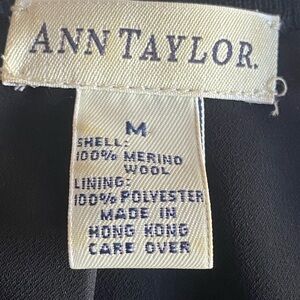 ANN TAYLOR.
M
SHELL:
100% MERINO
WOOL
LINING:
100% POLYESTER
MADE IN
HONG KONG
CARE OVER